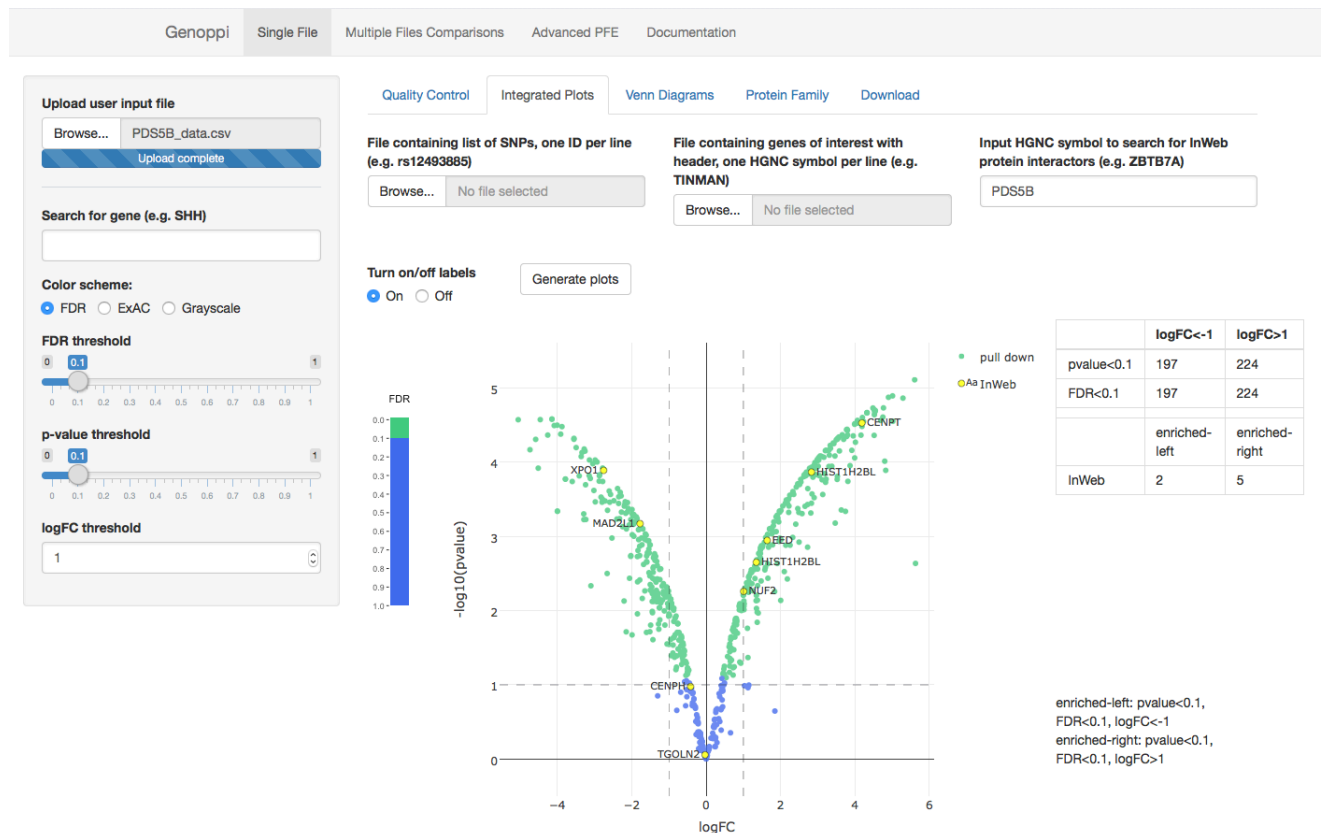 Genoppi Single File Multiple Files Comparisons Advanced PFE Documentation
Upload user input file
Browse... PDS5B_data.csv
Upload complete
Search for gene (e.g. SHH)
Color scheme:
FDR ExAC Grayscale
FDR threshold
0 0.1 1
0 0.1 0.2 0.3 0.4 0.5 0.6 0.7 0.8 0.9 1
p-value threshold
0 0.1 1
0 0.1 0.2 0.3 0.4 0.5 0.6 0.7 0.8 0.9 1
logFC threshold
1
Quality Control Integrated Plots Venn Diagrams Protein Family Download
File containing list of SNPs, one ID per line
(e.g. rs12493885)
Browse... No file selected
File containing genes of interest with
header, one HGNC symbol per line (e.g.
TINMAN)
Browse... No file selected
Input HGNC symbol to search for InWeb
protein interactors (e.g. ZBTB7A)
PDS5B
Turn on/off labels
On Off
Generate plots
FDR
0.0
0.1
0.2
0.3
0.4
0.5
0.6
0.7
0.8
0.9
1.0
-log10(pvalue)
5
4
3
2
1
0
−4 −2 0 2 4 6
logFC
CENPT
XPO1
HIST1H2BL
MAD2L1
EED
HIST1H2BL
NUF2
CENPH
TGOLN2
pull down
Aa InWeb
logFC<-1 logFC>1
pvalue<0.1 197 224
FDR<0.1 197 224
enriched-
left
enriched-
right
InWeb 2 5
enriched-left: pvalue<0.1,
FDR<0.1, logFC<-1
enriched-right: pvalue<0.1,
FDR<0.1, logFC>1